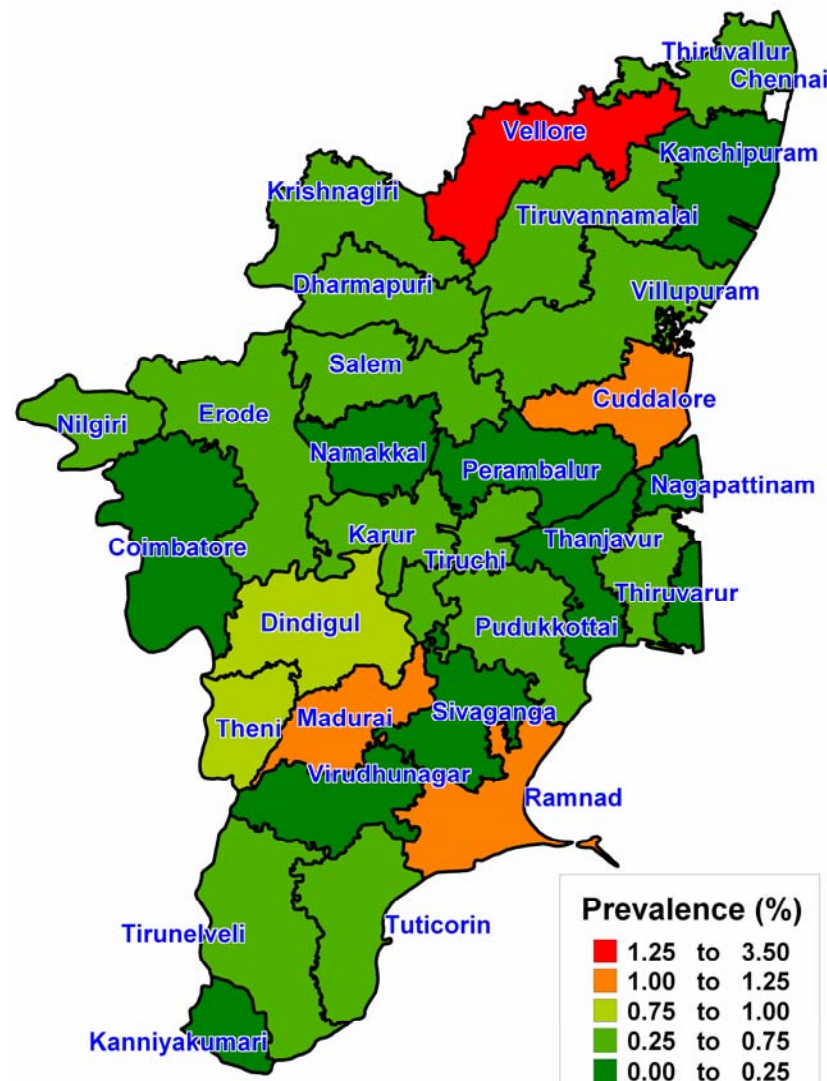 Thiruvallur
Chennai
Vellore
Kanchipuram
Krishnagiri
Tiruvannamalai
Dharmapuri
Villupuram
Salem
Cuddalore
Erode
Nilgiri
Namakkal
Perambalur
Nagapattinam
Karur
Thanjavur
Coimbatore
Tiruchi
Thiruvarur
Dindigul
Pudukkottai
Sivaganga
Madurai
Theni
Virudhunagar
Ramnad
Tuticorin
Tirunelveli
Kanniyakumari
Prevalence (%)
1.25 to 3.50
1.00 to 1.25
0.75 to 1.00
0.25 to 0.75
0.00 to 0.25